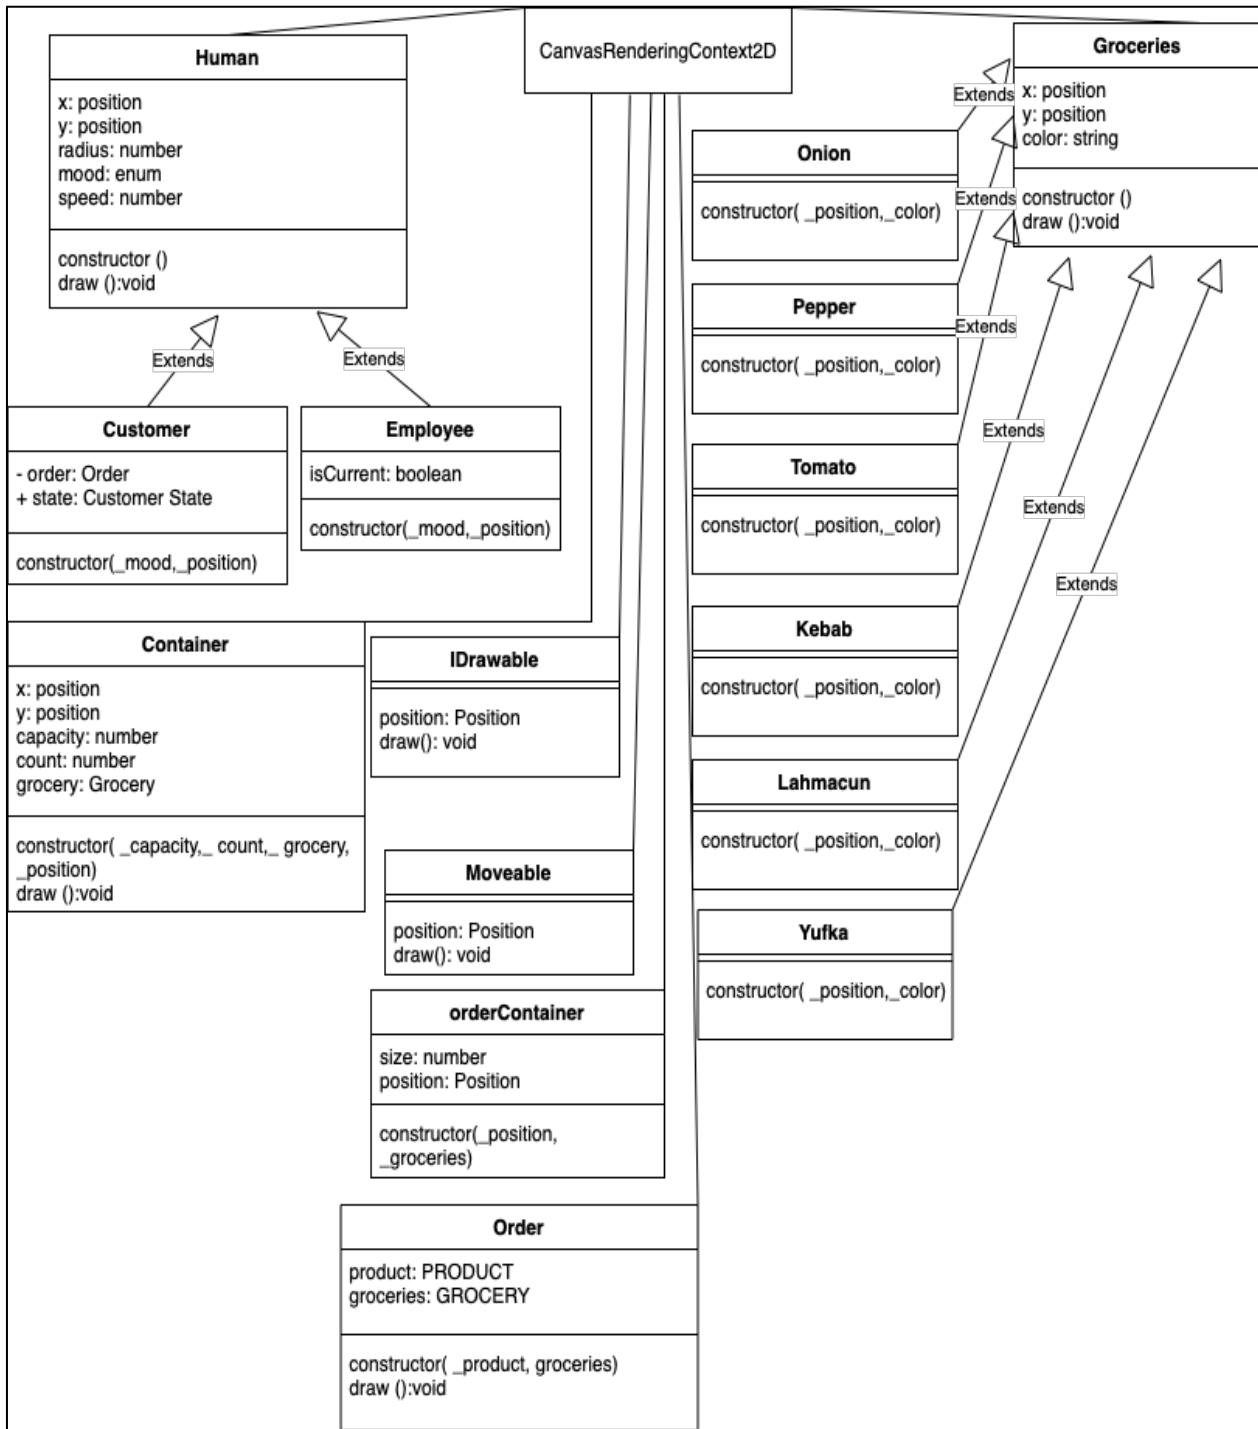 CanvasRenderingContext2D
Human
x: position
y: position
radius: number
mood: enum
speed: number
constructor ()
draw ():void
Extends
Extends
Customer
- order: Order
+ state: Customer State
constructor(_mood,_position)
Employee
isCurrent: boolean
constructor(_mood,_position)
Container
x: position
y: position
capacity: number
count: number
grocery: Grocery
constructor( _capacity,_ count,_ grocery,
_position)
draw ():void
IDrawable
position: Position
draw(): void
Moveable
position: Position
draw(): void
orderContainer
size: number
position: Position
constructor(_position,
_groceries)
Order
product: PRODUCT
groceries: GROCERY
constructor( _product, groceries)
draw ():void
Groceries
x: position
y: position
color: string
constructor ()
draw ():void
Extends
Extends
Extends
Extends
Extends
Extends
Onion
constructor( _position,_color)
Pepper
constructor( _position,_color)
Tomato
constructor( _position,_color)
Kebab
constructor( _position,_color)
Lahmacun
constructor( _position,_color)
Yufka
constructor( _position,_color)